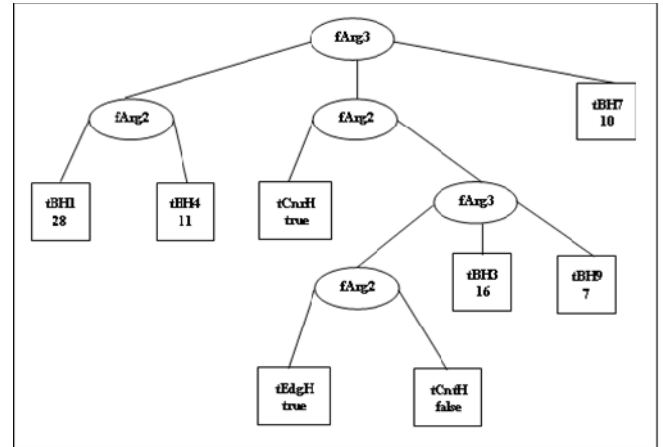 fArg3
fArg2
fArg2
tBH7
10
tBH1
28
tBH4
11
tCnrH
true
fArg3
fArg2
tBH3
16
tBH9
7
tEdgH
true
tCntH
false